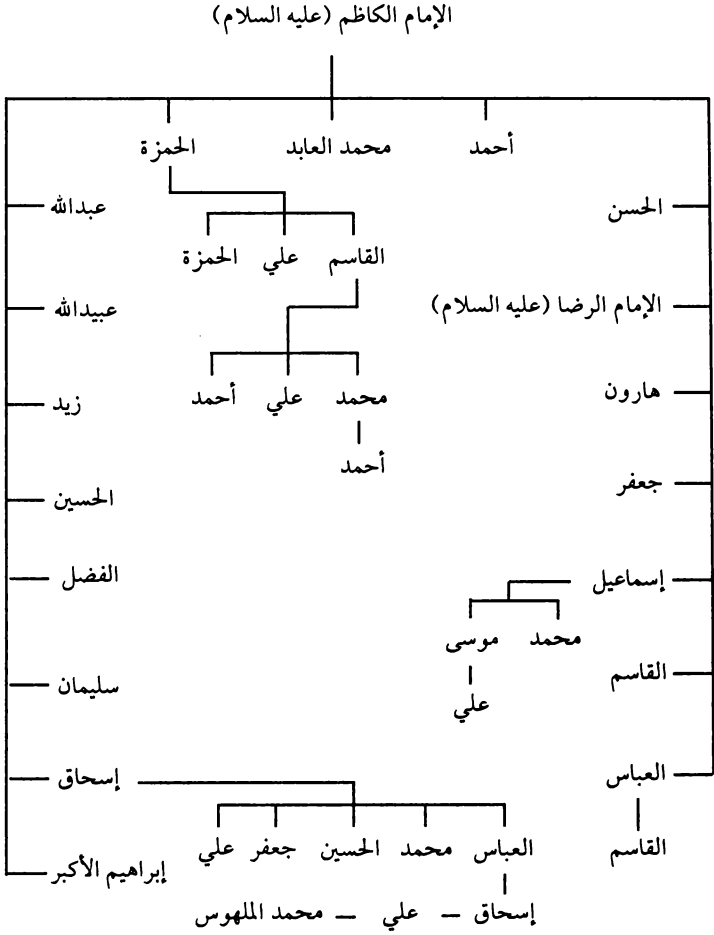 الإمام الكاظم (عليه السلام)
أحمد محمد العابد الحمزة
الحسن عبدالله
القاسم علي الحمزة
الإمام الرضا (عليه السلام) عبيدالله
هارون محمد علي أحمد زيد
أحمد
جعفر الحسين
إسماعيل الفضل
محمد موسى
القاسم سليمان
علي
العباس إسحاق
القاسم العباس محمد الحسين جعفر علي
إبراهيم الأكبر
إسحاق – علي – محمد الملهوس